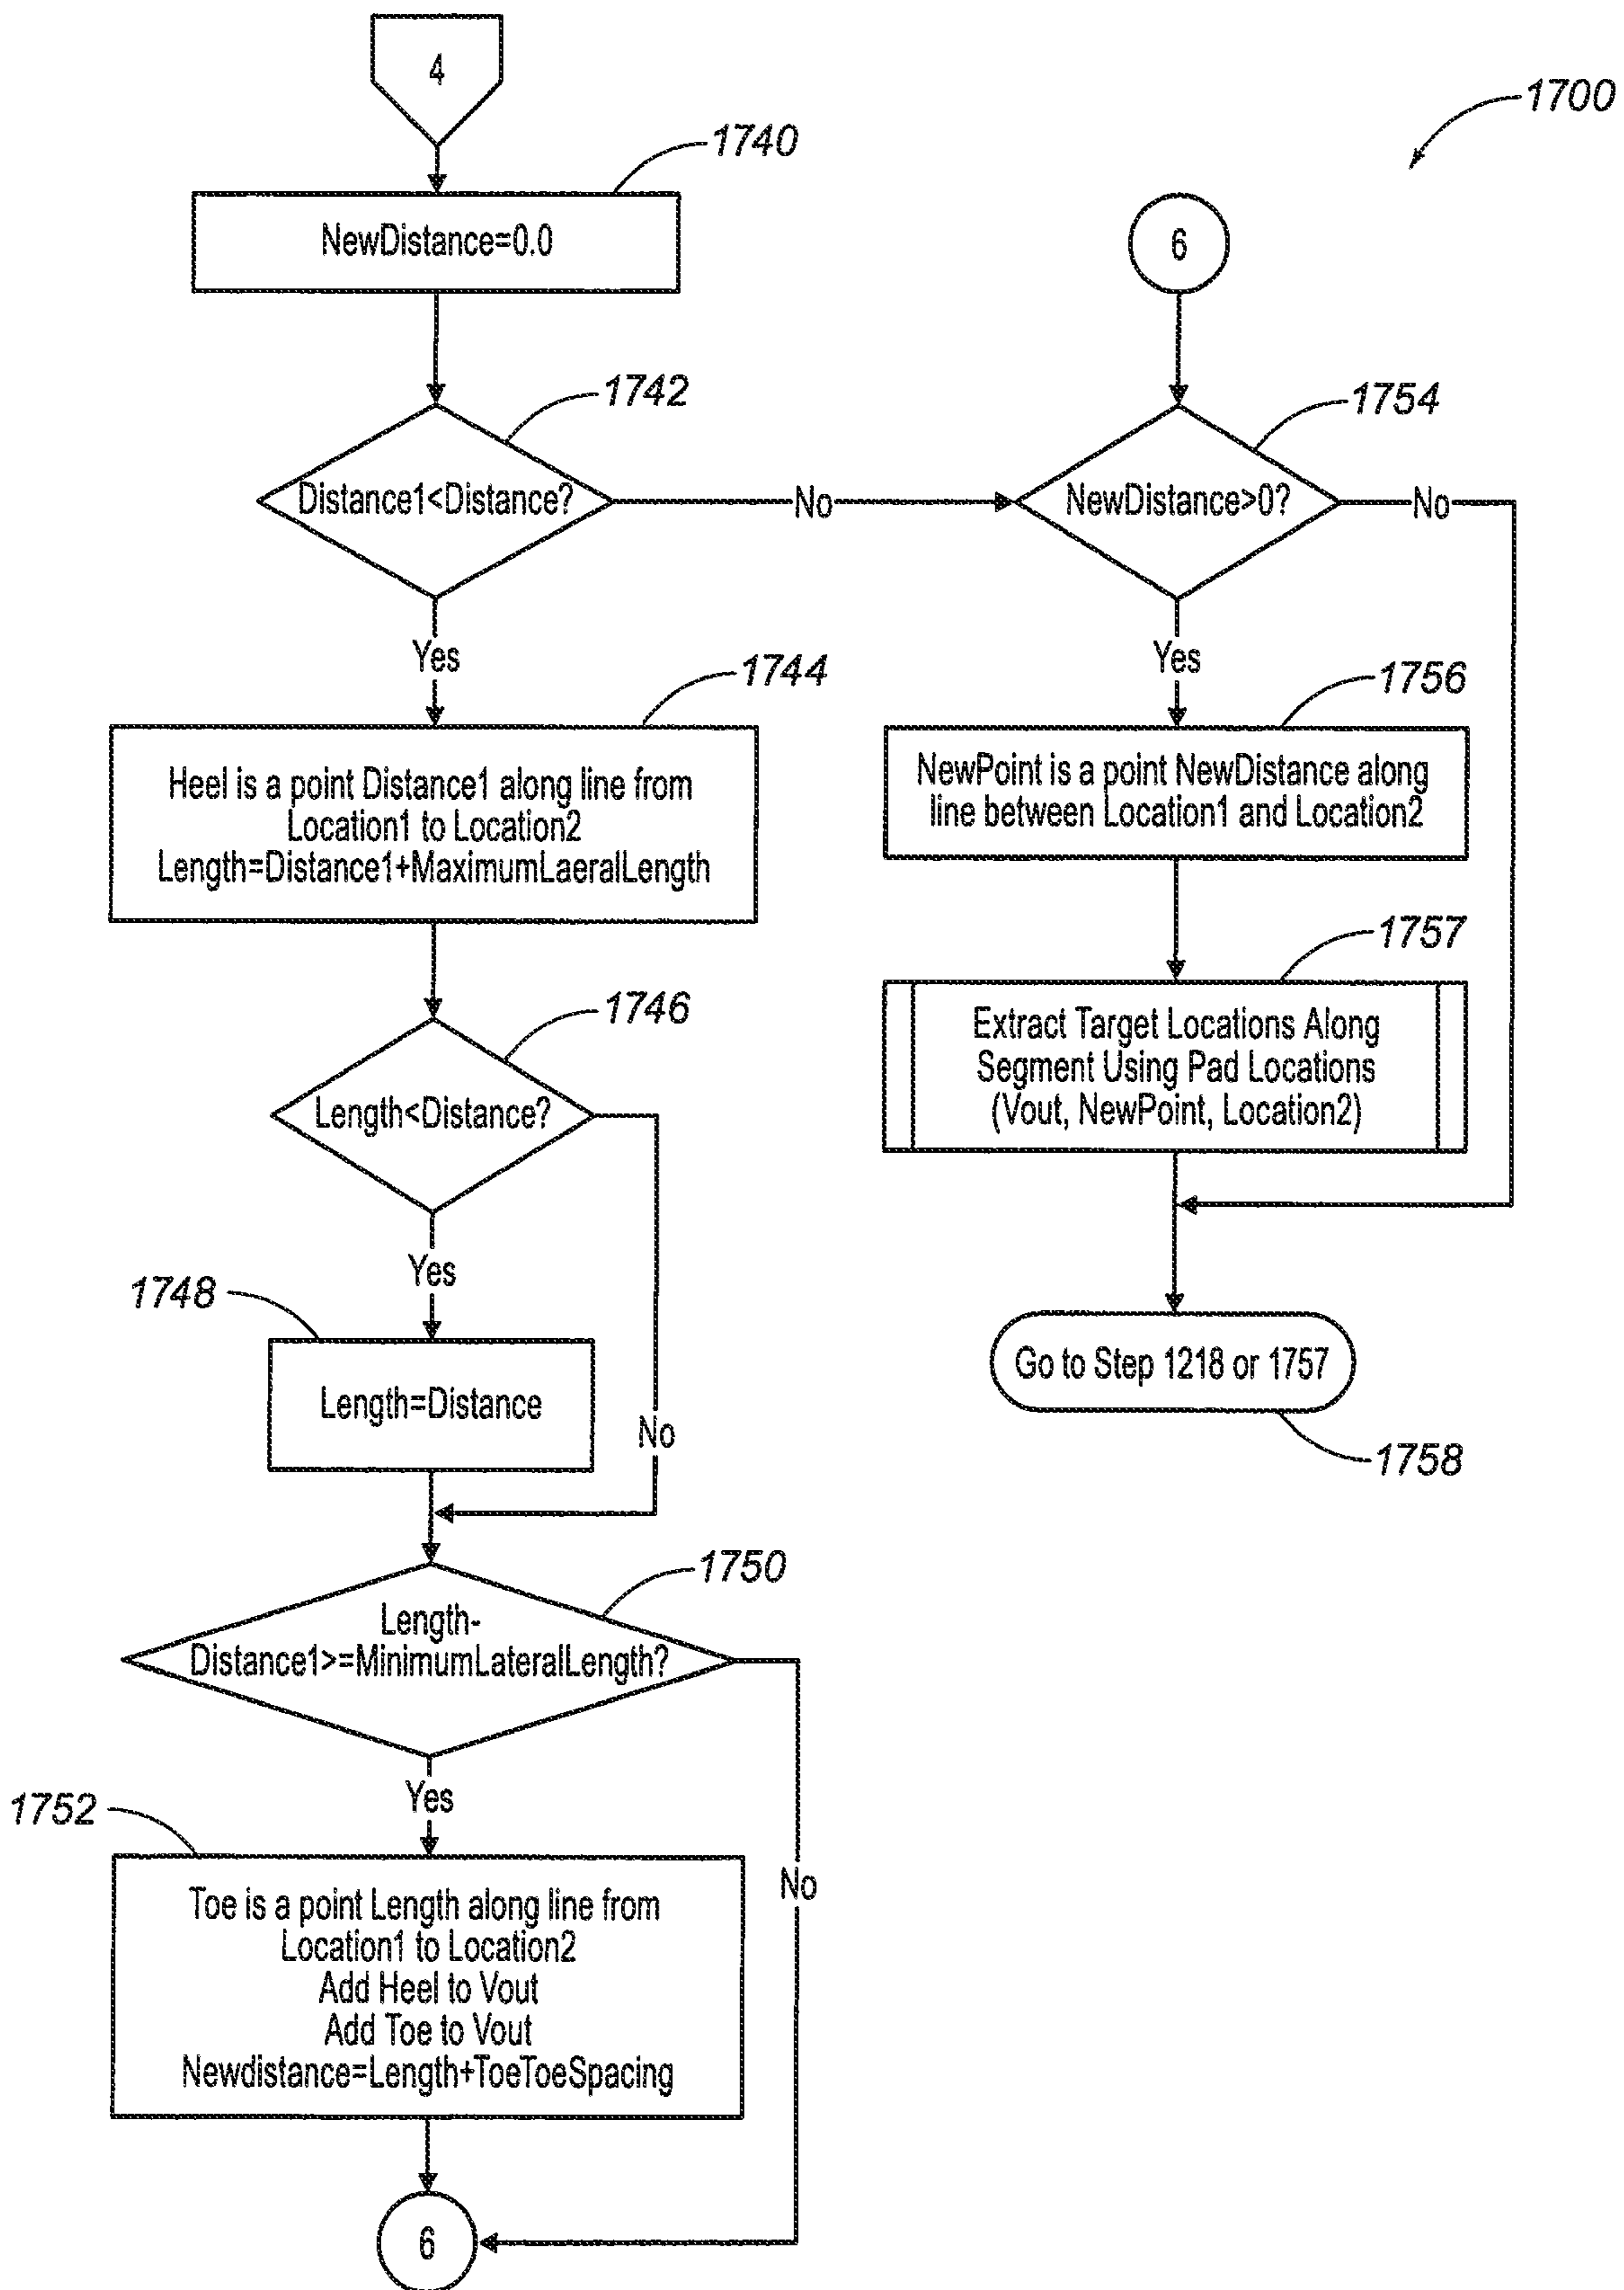 4
1700
1740
NewDistance=0.0
6
1742
Distance1<Distance?
No
1754
NewDistance>0?
No
Yes
1744
Heel is a point Distance1 along line from
Location1 to Location2
Length=Distance1+MaximumLaeralLength
Yes
1756
NewPoint is a point NewDistance along
line between Location1 and Location2
1757
Extract Target Locations Along
Segment Using Pad Locations
(Vout, NewPoint, Location2)
1746
Length<Distance?
Yes
No
1748
Length=Distance
Go to Step 1218 or 1757
1758
1750
Length-
Distance1>=MinimumLateralLength?
Yes
No
1752
Toe is a point Length along line from
Location1 to Location2
Add Heel to Vout
Add Toe to Vout
Newdistance=Length+ToeToeSpacing
6